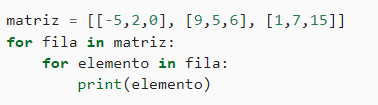 matriz = [[-5,2,0], [9,5,6], [1,7,15]]
for fila in matriz:
    for elemento in fila:
        print(elemento)